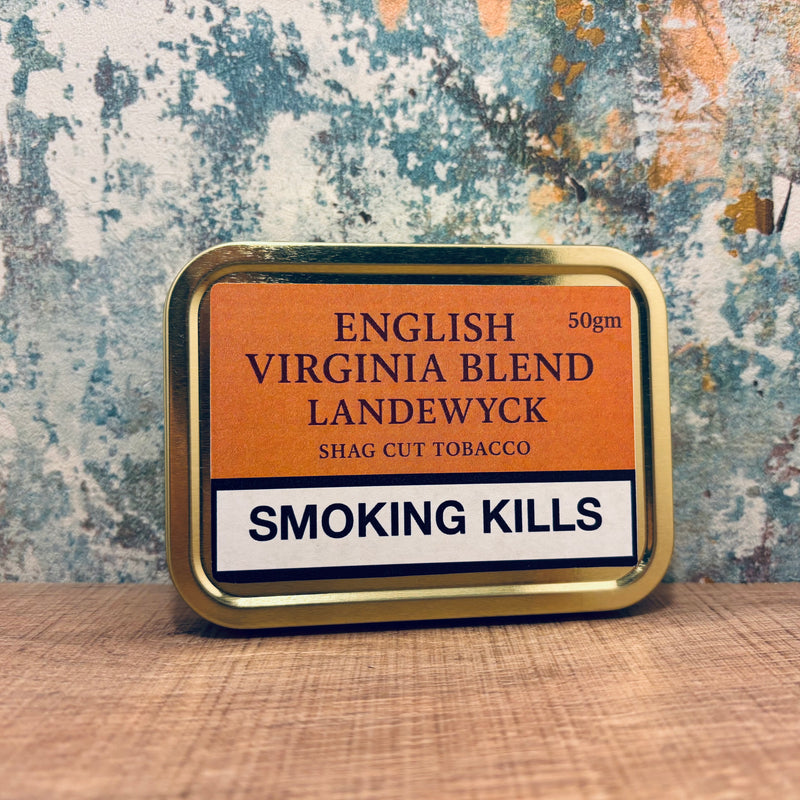 ENGLISH
50gm
VIRGINIA BLEND
LANDEWYCK
SHAG CUT TOBACCO
SMOKING KILLS